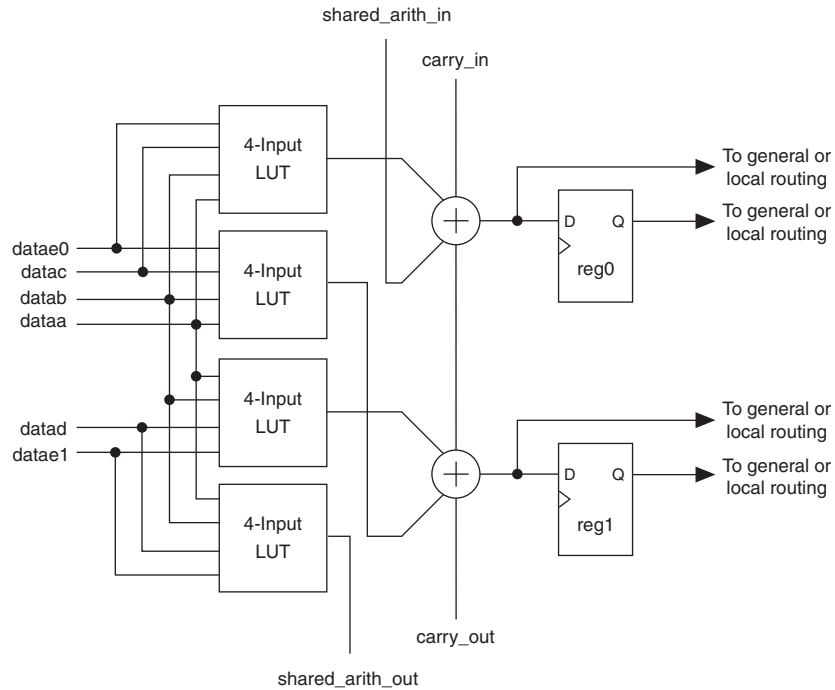 shared_arith_in
carry_in
4-Input
LUT
To general or
local routing
D
Q
To general or
local routing
reg0
4-Input
LUT
datae0
datac
datab
dataa
4-Input
LUT
To general or
local routing
datad
datae1
D
Q
To general or
local routing
reg1
4-Input
LUT
carry_out
shared_arith_out